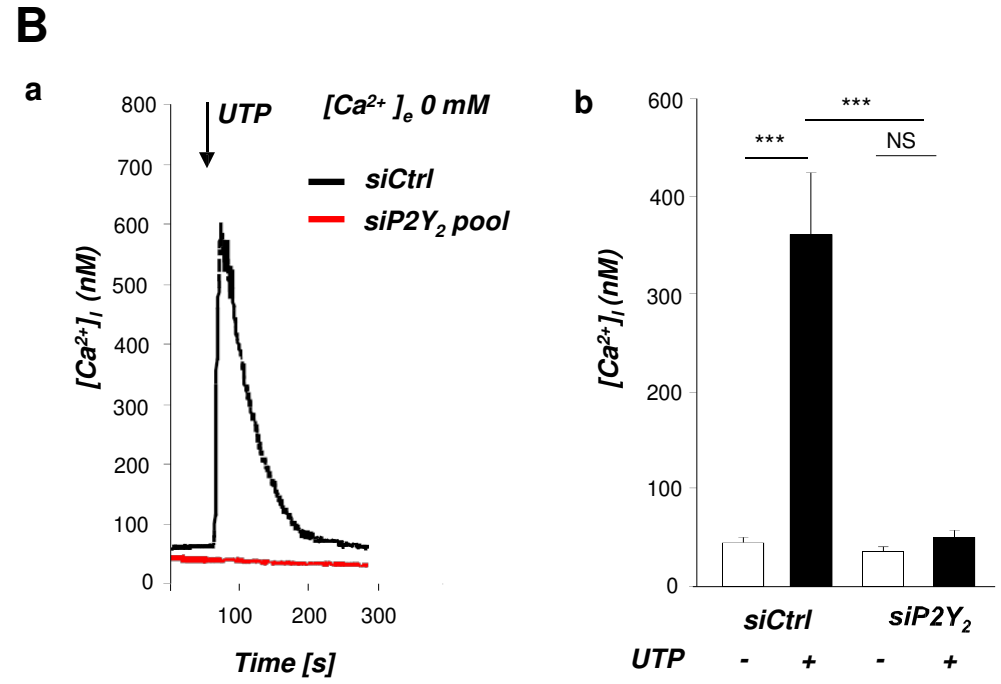 B
a
800
700
600
500
400
300
200
100
0
[Ca²⁺]ᵢ (nM)
UTP
[Ca²⁺ ]ₑ 0 mM
siCtrl
siP2Y₂ pool
100 200 300
Time [s]
b
600
400
300
200
100
0
[Ca²⁺]ᵢ (nM)
***
***
NS
siCtrl siP2Y₂
UTP - + - +